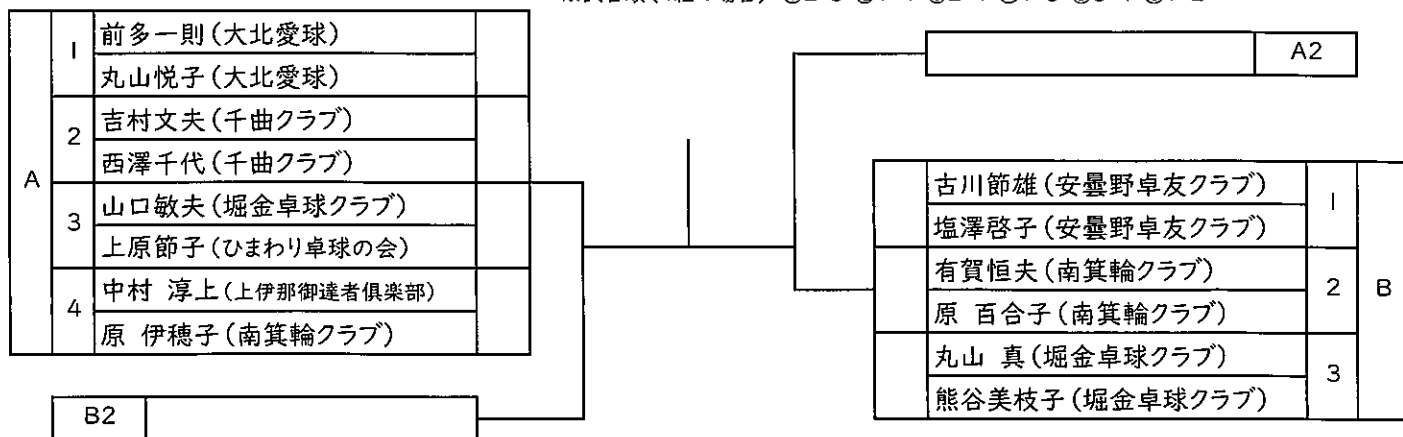 A
1
前多一則(大北愛球)
丸山悦子(大北愛球)
2
吉村文夫(千曲クラブ)
西澤千代(千曲クラブ)
3
山口敏夫(堀金卓球クラブ)
上原節子(ひまわり卓球の会)
4
中村 淳上(上伊那御達者倶楽部)
原 伊穂子(南箕輪クラブ)
B2
A2
古川節雄(安曇野卓友クラブ)
塩澤啓子(安曇野卓友クラブ)
1
有賀恒夫(南箕輪クラブ)
原 百合子(南箕輪クラブ)
2
丸山 真(堀金卓球クラブ)
熊谷美枝子(堀金卓球クラブ)
3
B